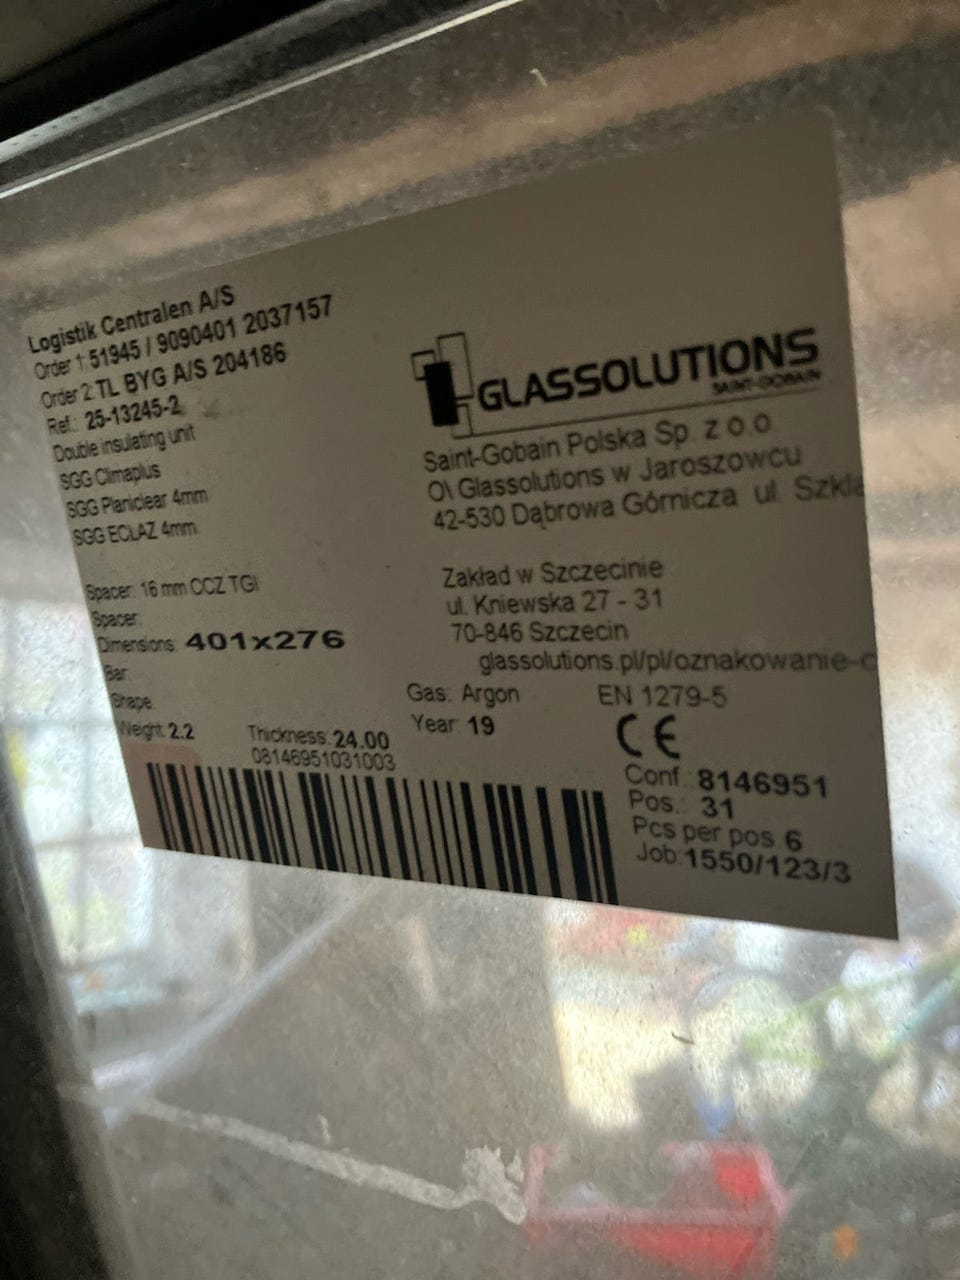 Logistik Centralen A/S
Order 1: 51945 / 9090401 2037157
Order 2: TL BYG A/S 204186
Ref.: 25-13245-2
Double insulating unit
SGG Climaplus
SGG Planiclear 4mm
SGG ECLAZ 4mm
Spacer: 16 mm CCZ TGI
Spacer:
Dimensions: 401x276
Bar:
Shape:
Weight: 2.2
Thickness: 24.00
08146951031003
GLASSOLUTIONS
SAINT-GOBAIN
Saint-Gobain Polska Sp. z o.o.
O\ Glassolutions w Jaroszowcu
42-530 Dąbrowa Górnicza ul. Szkla
Zakład w Szczecinie
ul. Kniewska 27 - 31
70-846 Szczecin
glassolutions.pl/pl/oznakowanie-c
Gas: Argon
EN 1279-5
Year: 19
CE
Conf.: 8146951
Pos.: 31
Pcs per pos. 6
Job: 1550/123/3